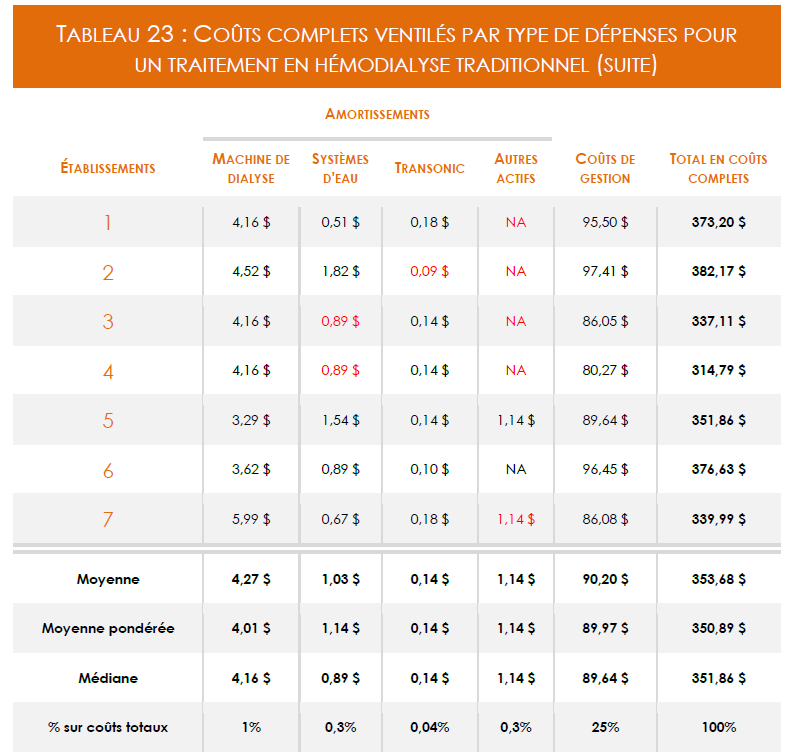 TABLEAU 23 : COÛTS COMPLETS VENTILÉS PAR TYPE DE DÉPENSES POUR
UN TRAITEMENT EN HÉMODIALYSE TRADITIONNEL (SUITE)
AMORTISSEMENTS
ÉTABLISSEMENTS MACHINE DE DIALYSE SYSTÈMES D'EAU TRANSONIC AUTRES ACTIFS COÛTS DE GESTION TOTAL EN COÛTS COMPLETS
1 4,16 $ 0,51 $ 0,18 $ NA 95,50 $ 373,20 $
2 4,52 $ 1,82 $ 0,09 $ NA 97,41 $ 382,17 $
3 4,16 $ 0,89 $ 0,14 $ NA 86,05 $ 337,11 $
4 4,16 $ 0,89 $ 0,14 $ NA 80,27 $ 314,79 $
5 3,29 $ 1,54 $ 0,14 $ 1,14 $ 89,64 $ 351,86 $
6 3,62 $ 0,89 $ 0,10 $ NA 96,45 $ 376,63 $
7 5,99 $ 0,67 $ 0,18 $ 1,14 $ 86,08 $ 339,99 $
Moyenne 4,27 $ 1,03 $ 0,14 $ 1,14 $ 90,20 $ 353,68 $
Moyenne pondérée 4,01 $ 1,14 $ 0,14 $ 1,14 $ 89,97 $ 350,89 $
Médiane 4,16 $ 0,89 $ 0,14 $ 1,14 $ 89,64 $ 351,86 $
% sur coûts totaux 1% 0,3% 0,04% 0,3% 25% 100%